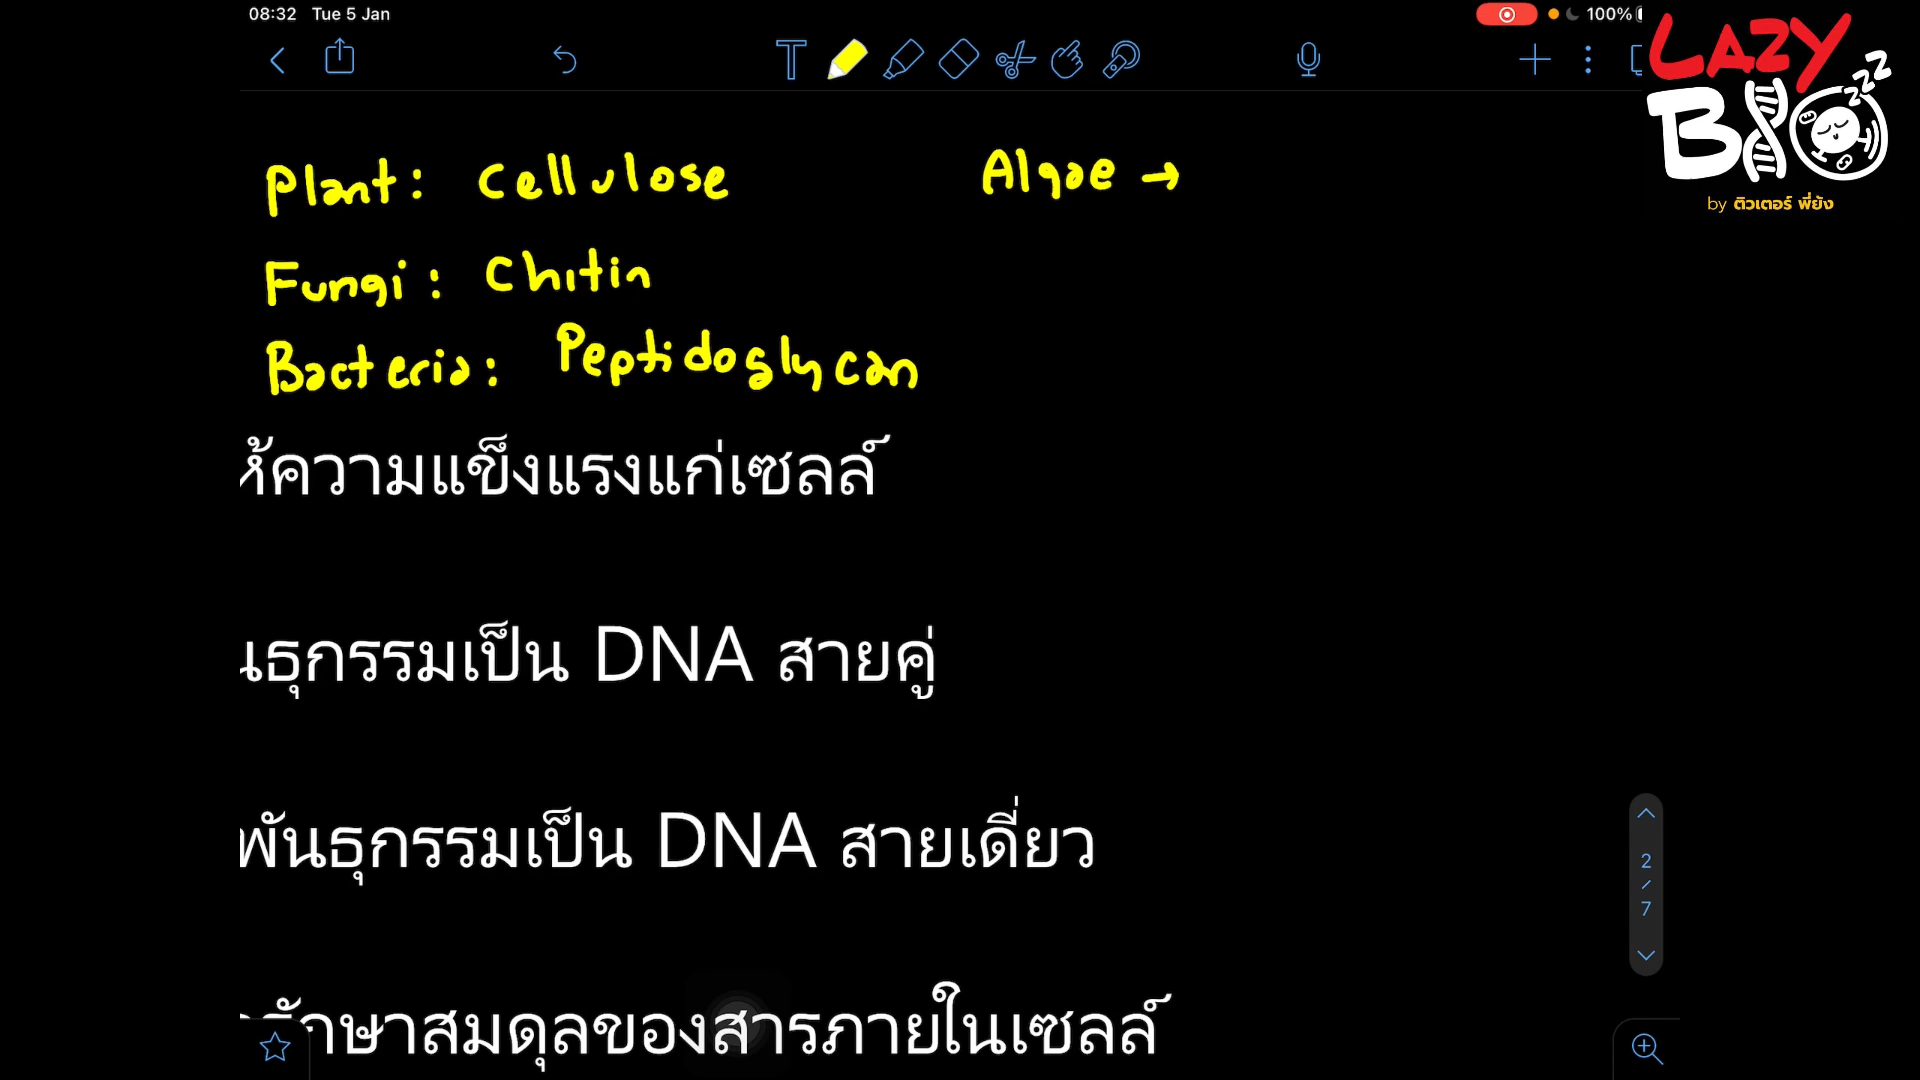 08:32 Tue 5 Jan
100%
LAZY
BIO
zzz
by ติวเตอร์ พี่ยัง
Plant: Cellulose
Algae →
Fungi: Chitin
Bacteria: Peptidoglycan
ห้ความแข็งแรงแก่เซลล์
นธุกรรมเป็น DNA สายคู่
พันธุกรรมเป็น DNA สายเดี่ยว
รักษาสมดุลของสารภายในเซลล์
2
/
7